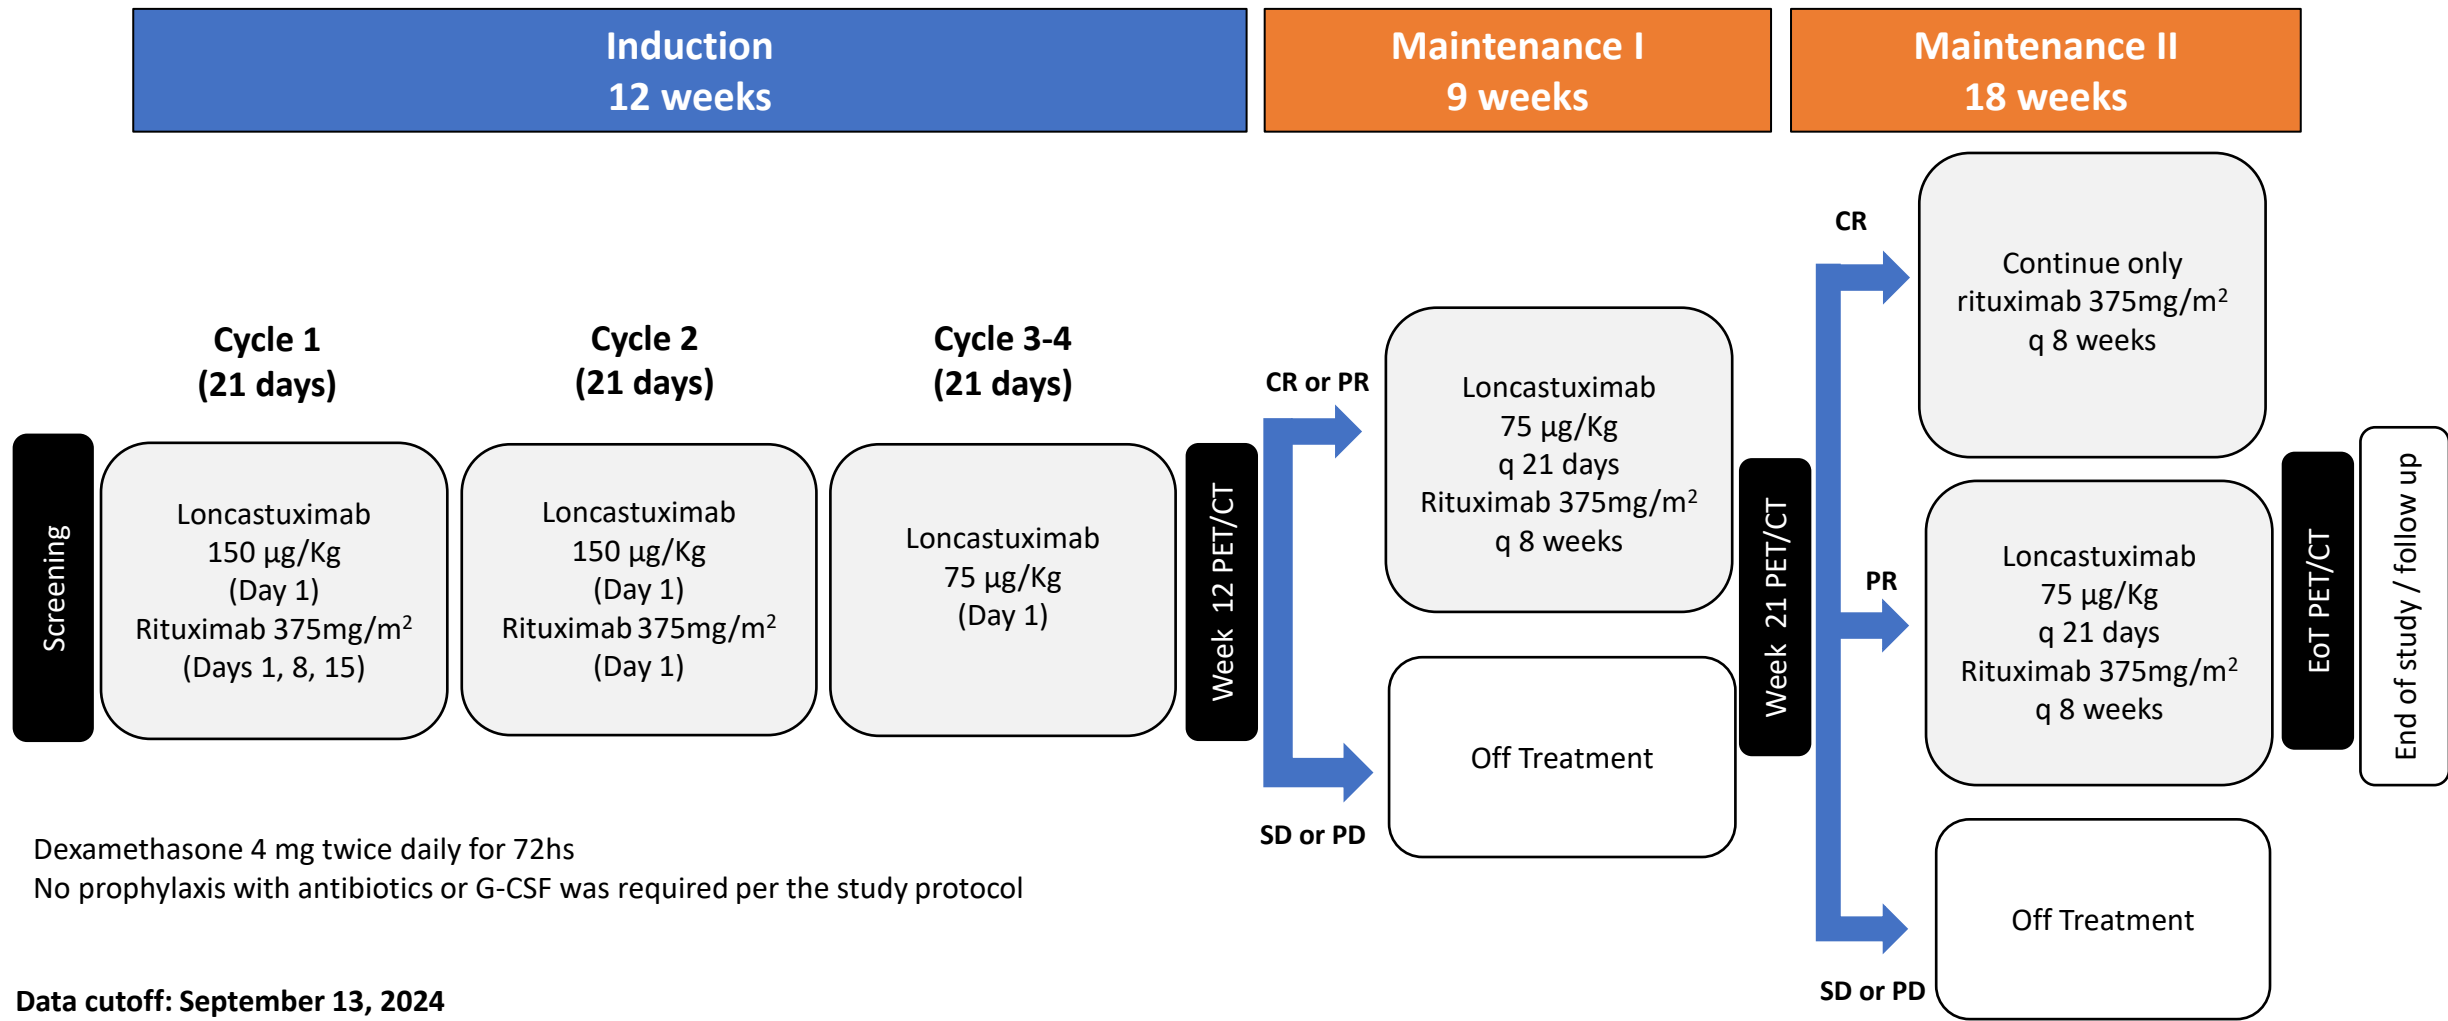 Induction
12 weeks
Maintenance I
9 weeks
Maintenance II
18 weeks
Screening
Cycle 1
(21 days)
Loncastuximab
150 µg/Kg
(Day 1)
Rituximab 375mg/m²
(Days 1, 8, 15)
Cycle 2
(21 days)
Loncastuximab
150 µg/Kg
(Day 1)
Rituximab 375mg/m²
(Day 1)
Cycle 3-4
(21 days)
Loncastuximab
75 µg/Kg
(Day 1)
Week 12 PET/CT
CR or PR
Loncastuximab
75 µg/Kg
q 21 days
Rituximab 375mg/m²
q 8 weeks
SD or PD
Off Treatment
Week 21 PET/CT
CR
Continue only
rituximab 375mg/m²
q 8 weeks
PR
Loncastuximab
75 µg/Kg
q 21 days
Rituximab 375mg/m²
q 8 weeks
SD or PD
Off Treatment
EoT PET/CT
End of study / follow up
Dexamethasone 4 mg twice daily for 72hs
No prophylaxis with antibiotics or G-CSF was required per the study protocol
Data cutoff: September 13, 2024